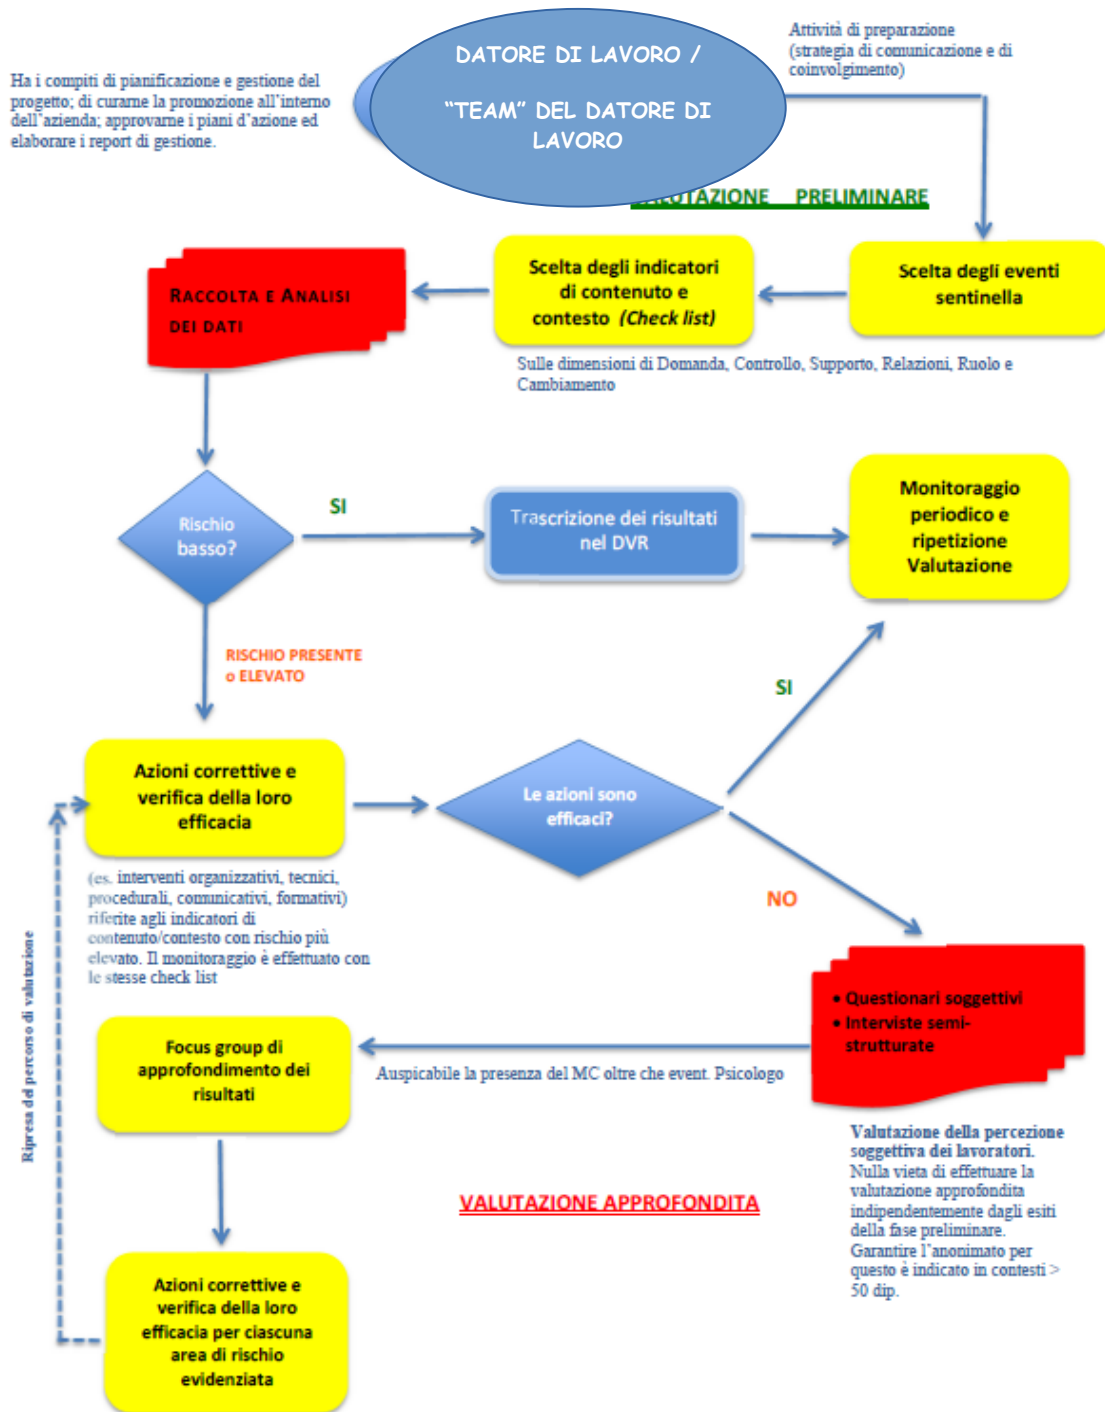 DATORE DI LAVORO /
“TEAM” DEL DATORE DI
LAVORO
Attività di preparazione
(strategia di comunicazione e di
coinvolgimento)
Ha i compiti di pianificazione e gestione del
progetto; di curarne la promozione all’interno
dell’azienda; approvarne i piani d’azione ed
elaborare i report di gestione.
VALUTAZIONE PRELIMINARE
Scelta degli eventi
sentinella
Scelta degli indicatori
di contenuto e
contesto (Check list)
RACCOLTA E ANALISI
DEI DATI
Sulle dimensioni di Domanda, Controllo, Supporto, Relazioni, Ruolo e
Cambiamento
Rischio
basso?
SI
Trascrizione dei risultati
nel DVR
Monitoraggio
periodico e
ripetizione
Valutazione
RISCHIO PRESENTE
o ELEVATO
SI
Azioni correttive e
verifica della loro
efficacia
Le azioni sono
efficaci?
(es. interventi organizzativi, tecnici,
procedurali, comunicativi, formativi)
riferite agli indicatori di
contenuto/contesto con rischio più
elevato. Il monitoraggio è effettuato con
le stesse check list
NO
• Questionari soggettivi
• Interviste semi-
strutturate
Focus group di
approfondimento dei
risultati
Auspicabile la presenza del MC oltre che event. Psicologo
Ripresa del percorso di valutazione
Valutazione della percezione
soggettiva dei lavoratori.
Nulla vieta di effettuare la
valutazione approfondita
indipendentemente dagli esiti
della fase preliminare.
Garantire l’anonimato per
questo è indicato in contesti >
50 dip.
VALUTAZIONE APPROFONDITA
Azioni correttive e
verifica della loro
efficacia per ciascuna
area di rischio
evidenziata